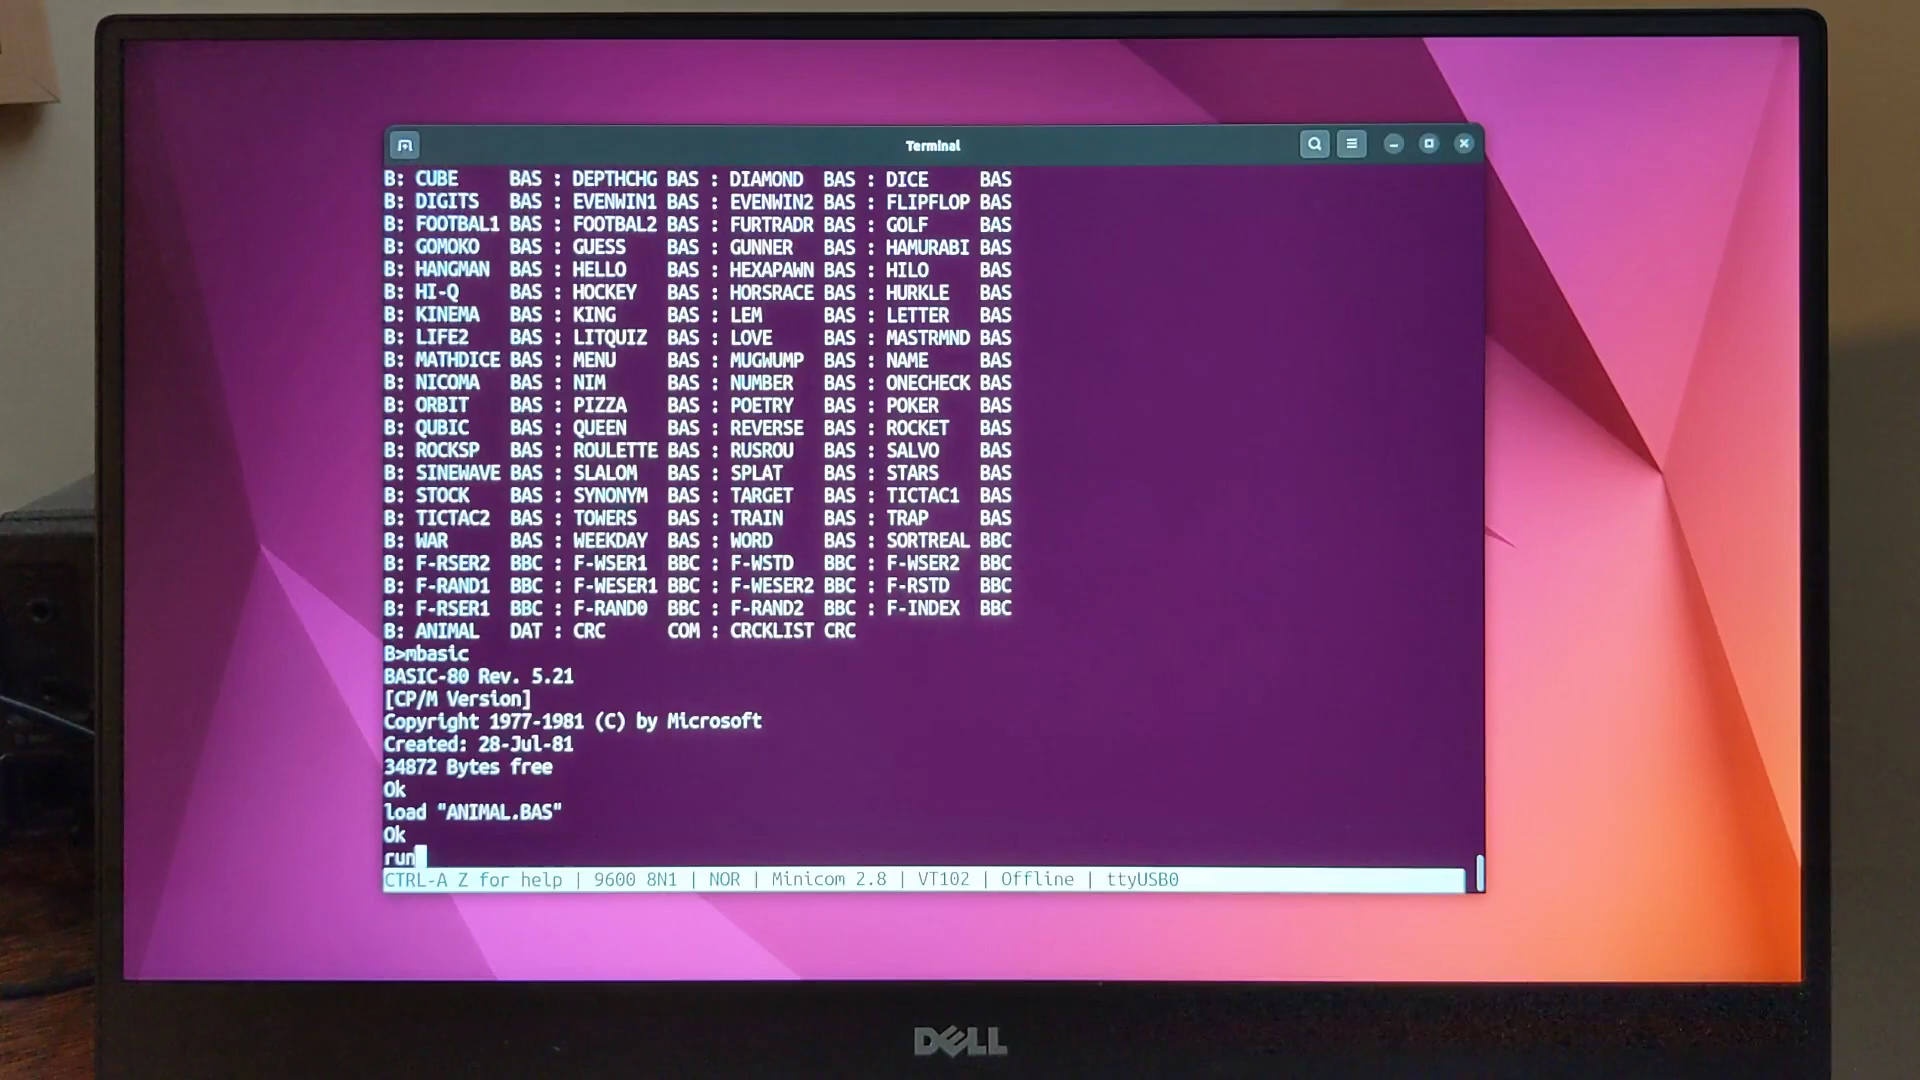 Terminal
B: CUBE     BAS : DEPTHCHG BAS : DIAMOND  BAS : DICE     BAS
B: DIGITS   BAS : EVENWIN1 BAS : EVENWIN2 BAS : FLIPFLOP BAS
B: FOOTBAL1 BAS : FOOTBAL2 BAS : FURTRADR BAS : GOLF     BAS
B: GOMOKO   BAS : GUESS    BAS : GUNNER   BAS : HAMURABI BAS
B: HANGMAN  BAS : HELLO    BAS : HEXAPAWN BAS : HILO     BAS
B: HI-Q     BAS : HOCKEY   BAS : HORSRACE BAS : HURKLE   BAS
B: KINEMA   BAS : KING     BAS : LEM      BAS : LETTER   BAS
B: LIFE2    BAS : LITQUIZ  BAS : LOVE     BAS : MASTRMND BAS
B: MATHDICE BAS : MENU     BAS : MUGWUMP  BAS : NAME     BAS
B: NICOMA   BAS : NIM      BAS : NUMBER   BAS : ONECHECK BAS
B: ORBIT    BAS : PIZZA    BAS : POETRY   BAS : POKER    BAS
B: QUBIC    BAS : QUEEN    BAS : REVERSE  BAS : ROCKET   BAS
B: ROCKSP   BAS : ROULETTE BAS : RUSROU   BAS : SALVO    BAS
B: SINEWAVE BAS : SLALOM   BAS : SPLAT    BAS : STARS    BAS
B: STOCK    BAS : SYNONYM  BAS : TARGET   BAS : TICTAC1  BAS
B: TICTAC2  BAS : TOWERS   BAS : TRAIN    BAS : TRAP     BAS
B: WAR      BAS : WEEKDAY  BAS : WORD     BAS : SORTREAL BBC
B: F-RSER2  BBC : F-WSER1  BBC : F-WSTD   BBC : F-WSER2  BBC
B: F-RAND1  BBC : F-WESER1 BBC : F-WESER2 BBC : F-RSTD   BBC
B: F-RSER1  BBC : F-RAND0  BBC : F-RAND2  BBC : F-INDEX  BBC
B: ANIMAL   DAT : CRC      COM : CRCKLIST CRC
B>mbasic
BASIC-80 Rev. 5.21
[CP/M Version]
Copyright 1977-1981 (C) by Microsoft
Created: 28-Jul-81
34872 Bytes free
Ok
load "ANIMAL.BAS"
Ok
run
CTRL-A Z for help | 9600 8N1 | NOR | Minicom 2.8 | VT102 | Offline | ttyUSB0
DELL